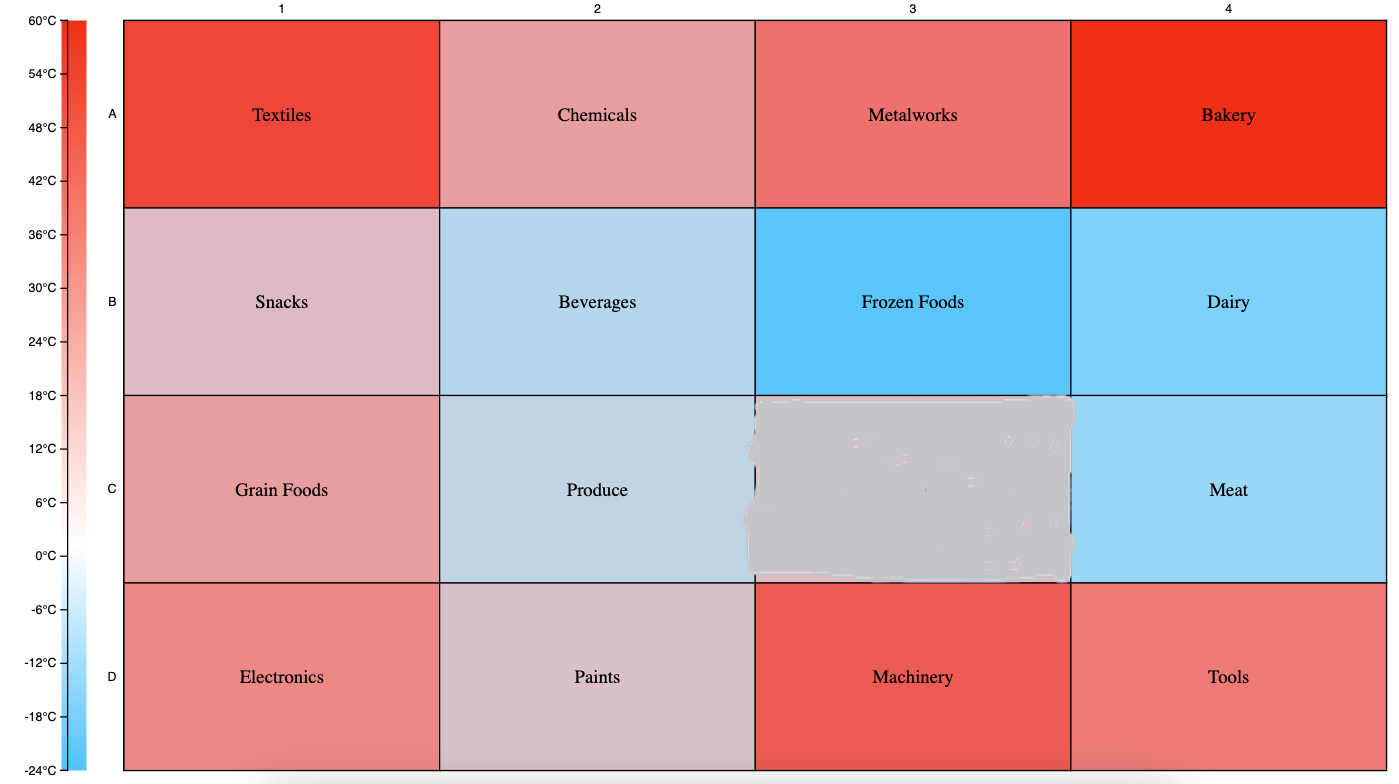 1 2 3 4
60°C
54°C
48°C
42°C
36°C
30°C
24°C
18°C
12°C
6°C
0°C
-6°C
-12°C
-18°C
-24°C
A
Textiles Chemicals Metalworks Bakery
B
Snacks Beverages Frozen Foods Dairy
C
Grain Foods Produce Meat
D
Electronics Paints Machinery Tools